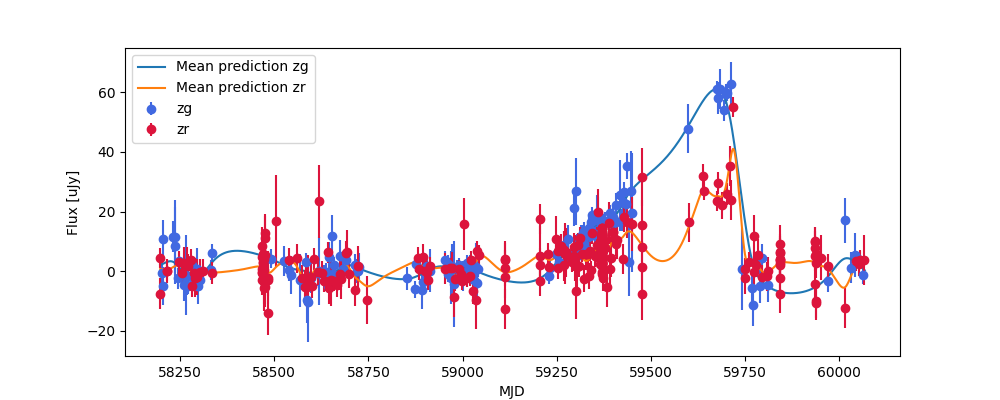 Mean prediction zg
Mean prediction zr
zg
zr
Flux [uJy]
60
40
20
0
−20
58250 58500 58750 59000 59250 59500 59750 60000
MJD